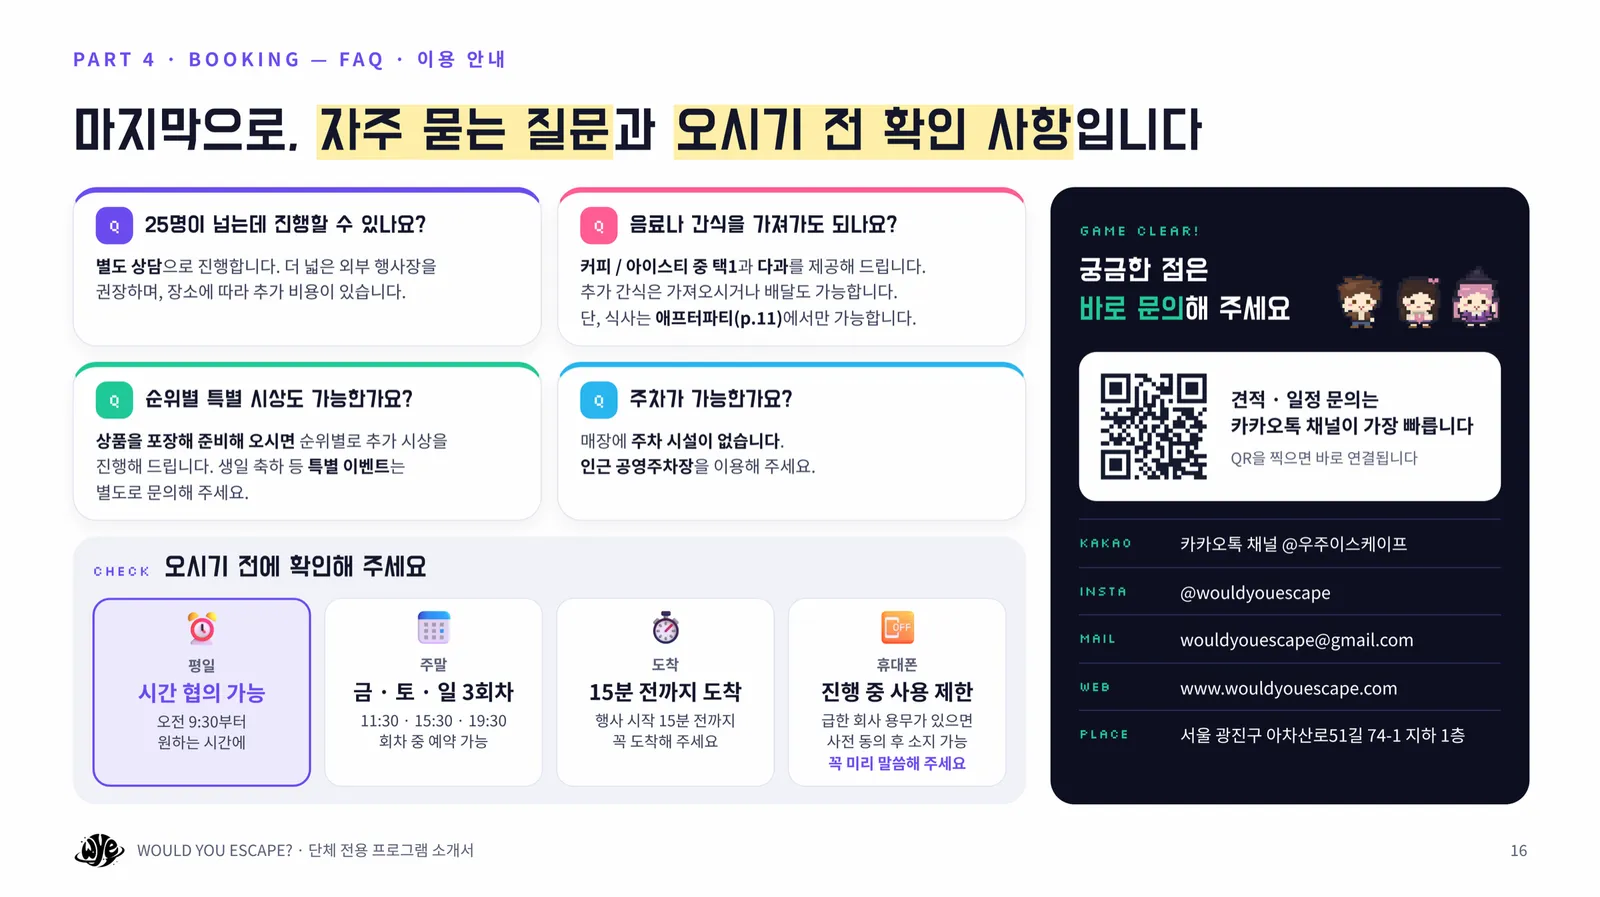 PART 4 · BOOKING — FAQ · 이용 안내
마지막으로, 자주 묻는 질문과 오시기 전 확인 사항입니다
Q 25명이 넘는데 진행할 수 있나요?
별도 상담으로 진행합니다. 더 넓은 외부 행사장을
권장하며, 장소에 따라 추가 비용이 있습니다.
Q 음료나 간식을 가져가도 되나요?
커피 / 아이스티 중 택1과 다과를 제공해 드립니다.
추가 간식은 가져오시거나 배달도 가능합니다.
단, 식사는 애프터파티(p.11)에서만 가능합니다.
Q 순위별 특별 시상도 가능한가요?
상품을 포장해 준비해 오시면 순위별로 추가 시상을
진행해 드립니다. 생일 축하 등 특별 이벤트는
별도로 문의해 주세요.
Q 주차가 가능한가요?
매장에 주차 시설이 없습니다.
인근 공영주차장을 이용해 주세요.
CHECK 오시기 전에 확인해 주세요
평일
시간 협의 가능
오전 9:30부터
원하는 시간에
주말
금 · 토 · 일 3회차
11:30 · 15:30 · 19:30
회차 중 예약 가능
도착
15분 전까지 도착
행사 시작 15분 전까지
꼭 도착해 주세요
OFF
휴대폰
진행 중 사용 제한
급한 회사 용무가 있으면
사전 동의 후 소지 가능
꼭 미리 말씀해 주세요
GAME CLEAR!
궁금한 점은
바로 문의해 주세요
견적 · 일정 문의는
카카오톡 채널이 가장 빠릅니다
QR을 찍으면 바로 연결됩니다
KAKAO 카카오톡 채널 @우주이스케이프
INSTA @wouldyouescape
MAIL wouldyouescape@gmail.com
WEB www.wouldyouescape.com
PLACE 서울 광진구 아차산로51길 74-1 지하 1층
wye WOULD YOU ESCAPE? · 단체 전용 프로그램 소개서
16